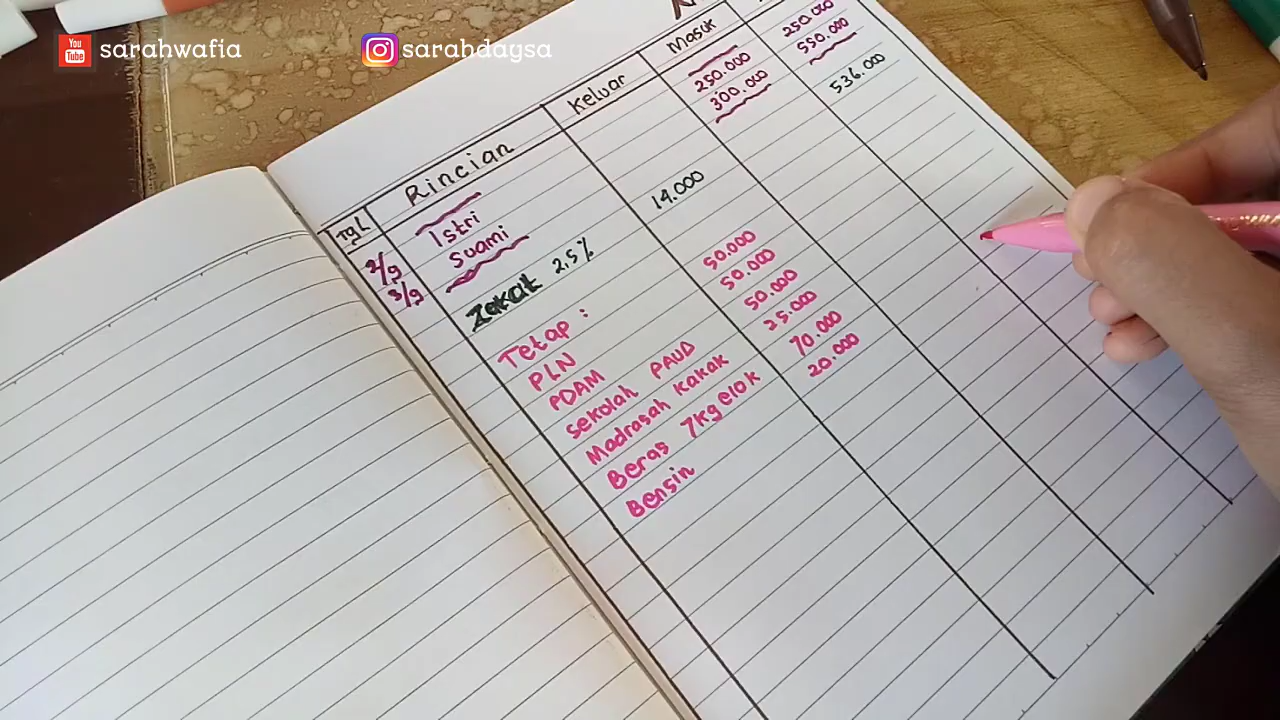 You Tube sarahwafia sarahdaysa
Tgl Rincian Keluar Masuk
2/9 Istri 250.000 250.000
3/9 Suami 300.000 550.000
Zakat 2,5% 14.000 536.000
Tetap :
PLN 50.000
PDAM 50.000
Sekolah PAUD 50.000
Madrasah Kakak 25.000
Beras 7kg elok 70.000
Bensin 20.000